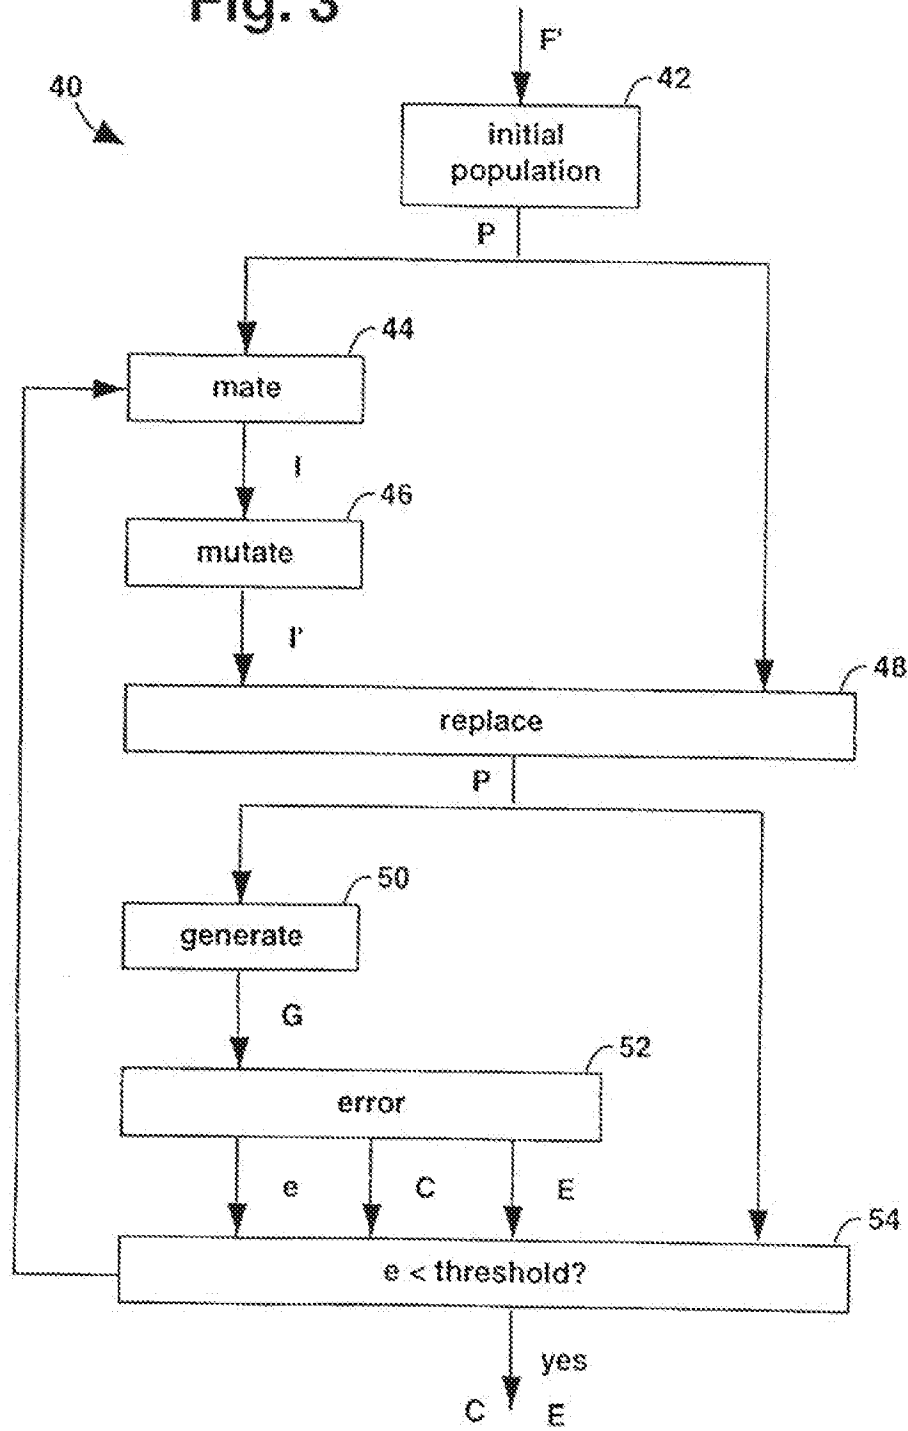 Fig. 3
F'
40
42
initial
population
P
44
mate
I
46
mutate
I'
48
replace
P
50
generate
G
52
error
e
C
E
54
e < threshold?
yes
C
E